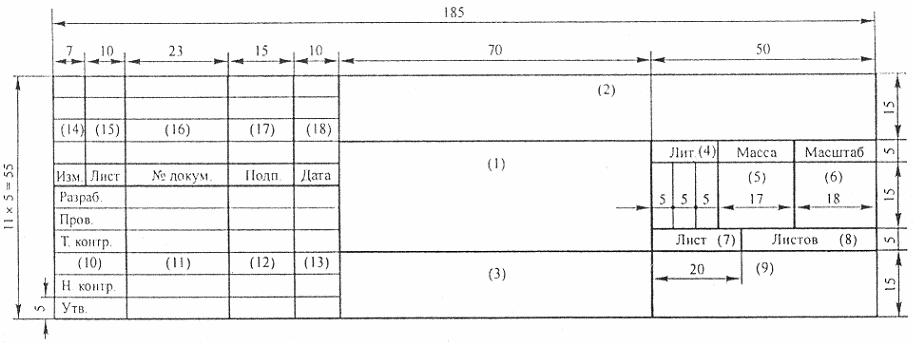 185
7 10 23 15 10 70 50
(2)
15
(14) (15) (16) (17) (18)
(1)
Лит. (4) Масса Масштаб
5
Изм. Лист № докум. Подп. Дата
(5) (6)
11 × 5 = 55
Разраб.
5 5 5 17 18
15
Пров.
Т. контр.
Лист (7) Листов (8)
5
(10) (11) (12) (13)
(3)
20 (9)
Н. контр.
15
5
Утв.